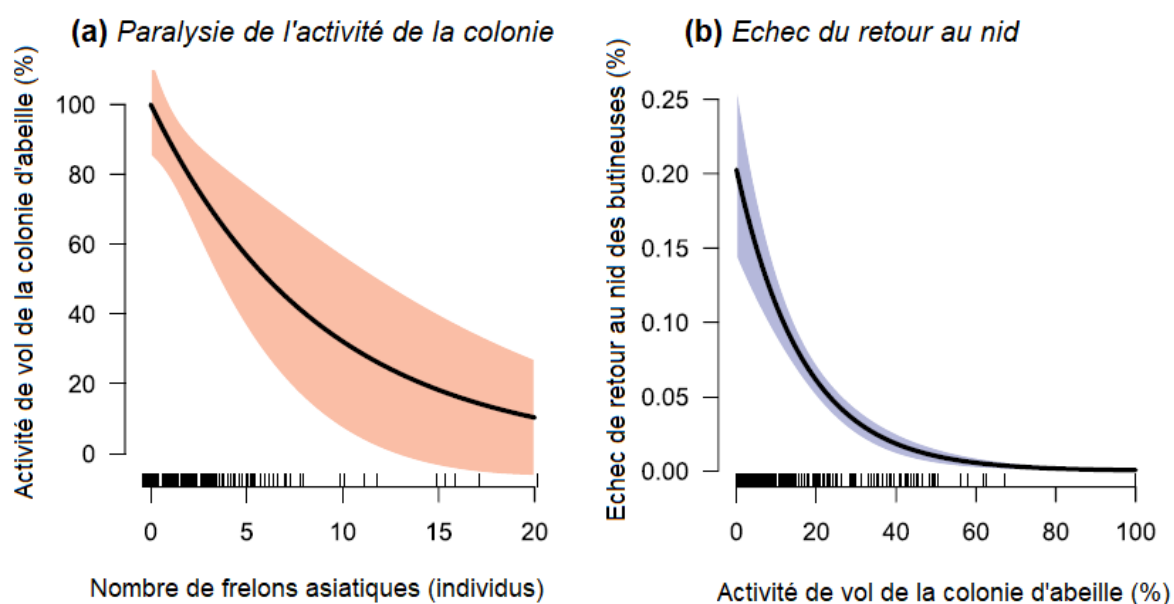 (a) Paralysie de l'activité de la colonie
Activité de vol de la colonie d'abeille (%)
100
80
60
40
20
0
0 5 10 15 20
Nombre de frelons asiatiques (individus)
(b) Echec du retour au nid
Echec de retour au nid des butineuses (%)
0.25
0.20
0.15
0.10
0.05
0.00
0 20 40 60 80 100
Activité de vol de la colonie d'abeille (%)